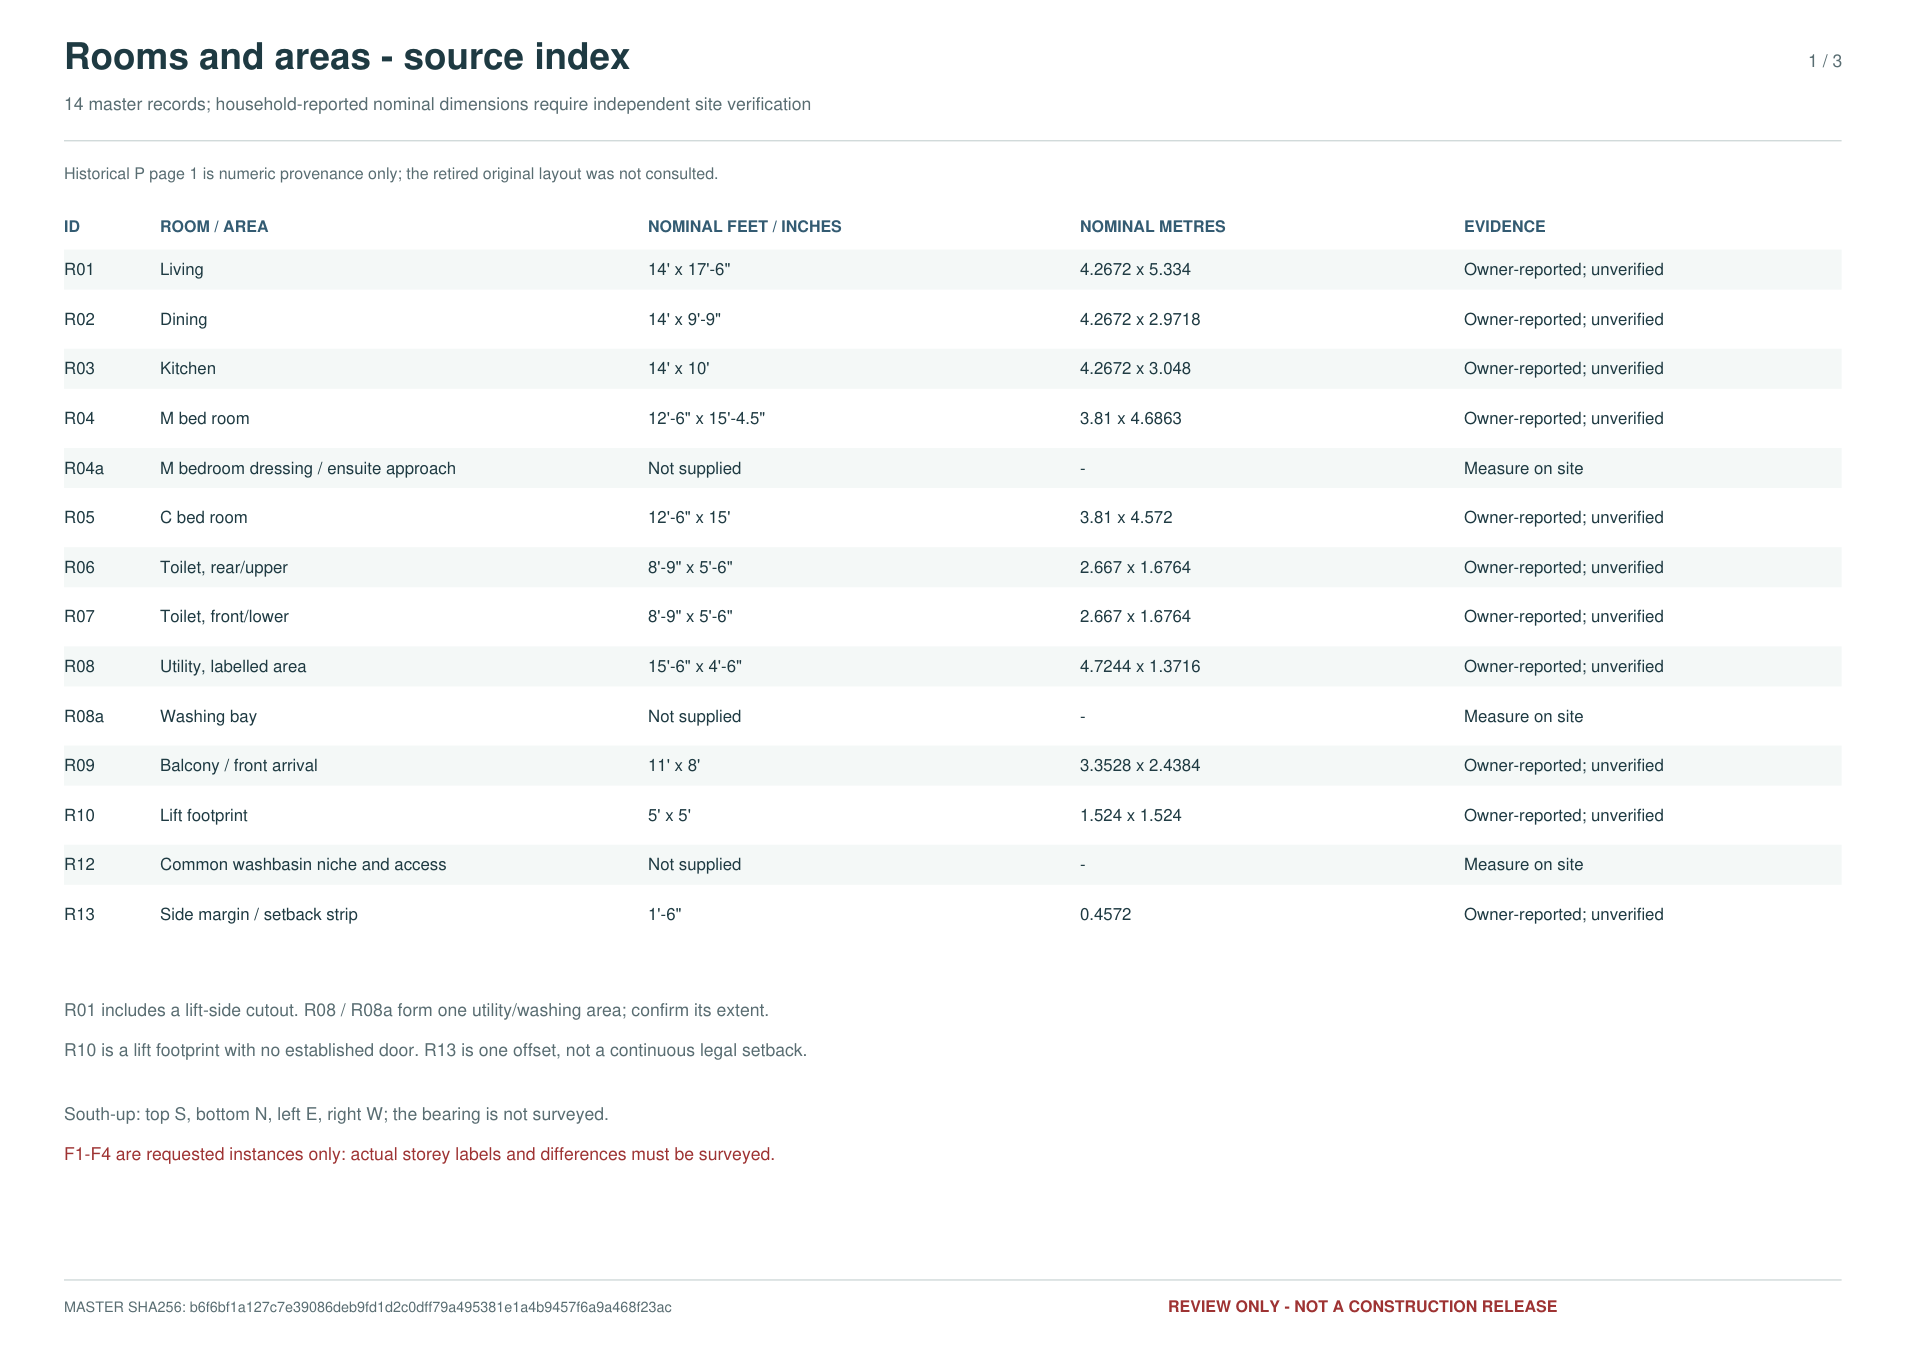 Rooms and areas - source index
1 / 3
14 master records; household-reported nominal dimensions require independent site verification
Historical P page 1 is numeric provenance only; the retired original layout was not consulted.
ID ROOM / AREA NOMINAL FEET / INCHES NOMINAL METRES EVIDENCE
R01 Living 14' x 17'-6" 4.2672 x 5.334 Owner-reported; unverified
R02 Dining 14' x 9'-9" 4.2672 x 2.9718 Owner-reported; unverified
R03 Kitchen 14' x 10' 4.2672 x 3.048 Owner-reported; unverified
R04 M bed room 12'-6" x 15'-4.5" 3.81 x 4.6863 Owner-reported; unverified
R04a M bedroom dressing / ensuite approach Not supplied - Measure on site
R05 C bed room 12'-6" x 15' 3.81 x 4.572 Owner-reported; unverified
R06 Toilet, rear/upper 8'-9" x 5'-6" 2.667 x 1.6764 Owner-reported; unverified
R07 Toilet, front/lower 8'-9" x 5'-6" 2.667 x 1.6764 Owner-reported; unverified
R08 Utility, labelled area 15'-6" x 4'-6" 4.7244 x 1.3716 Owner-reported; unverified
R08a Washing bay Not supplied - Measure on site
R09 Balcony / front arrival 11' x 8' 3.3528 x 2.4384 Owner-reported; unverified
R10 Lift footprint 5' x 5' 1.524 x 1.524 Owner-reported; unverified
R12 Common washbasin niche and access Not supplied - Measure on site
R13 Side margin / setback strip 1'-6" 0.4572 Owner-reported; unverified
R01 includes a lift-side cutout. R08 / R08a form one utility/washing area; confirm its extent.
R10 is a lift footprint with no established door. R13 is one offset, not a continuous legal setback.
South-up: top S, bottom N, left E, right W; the bearing is not surveyed.
F1-F4 are requested instances only: actual storey labels and differences must be surveyed.
MASTER SHA256: b6f6bf1a127c7e39086deb9fd1d2c0dff79a495381e1a4b9457f6a9a468f23ac
REVIEW ONLY - NOT A CONSTRUCTION RELEASE